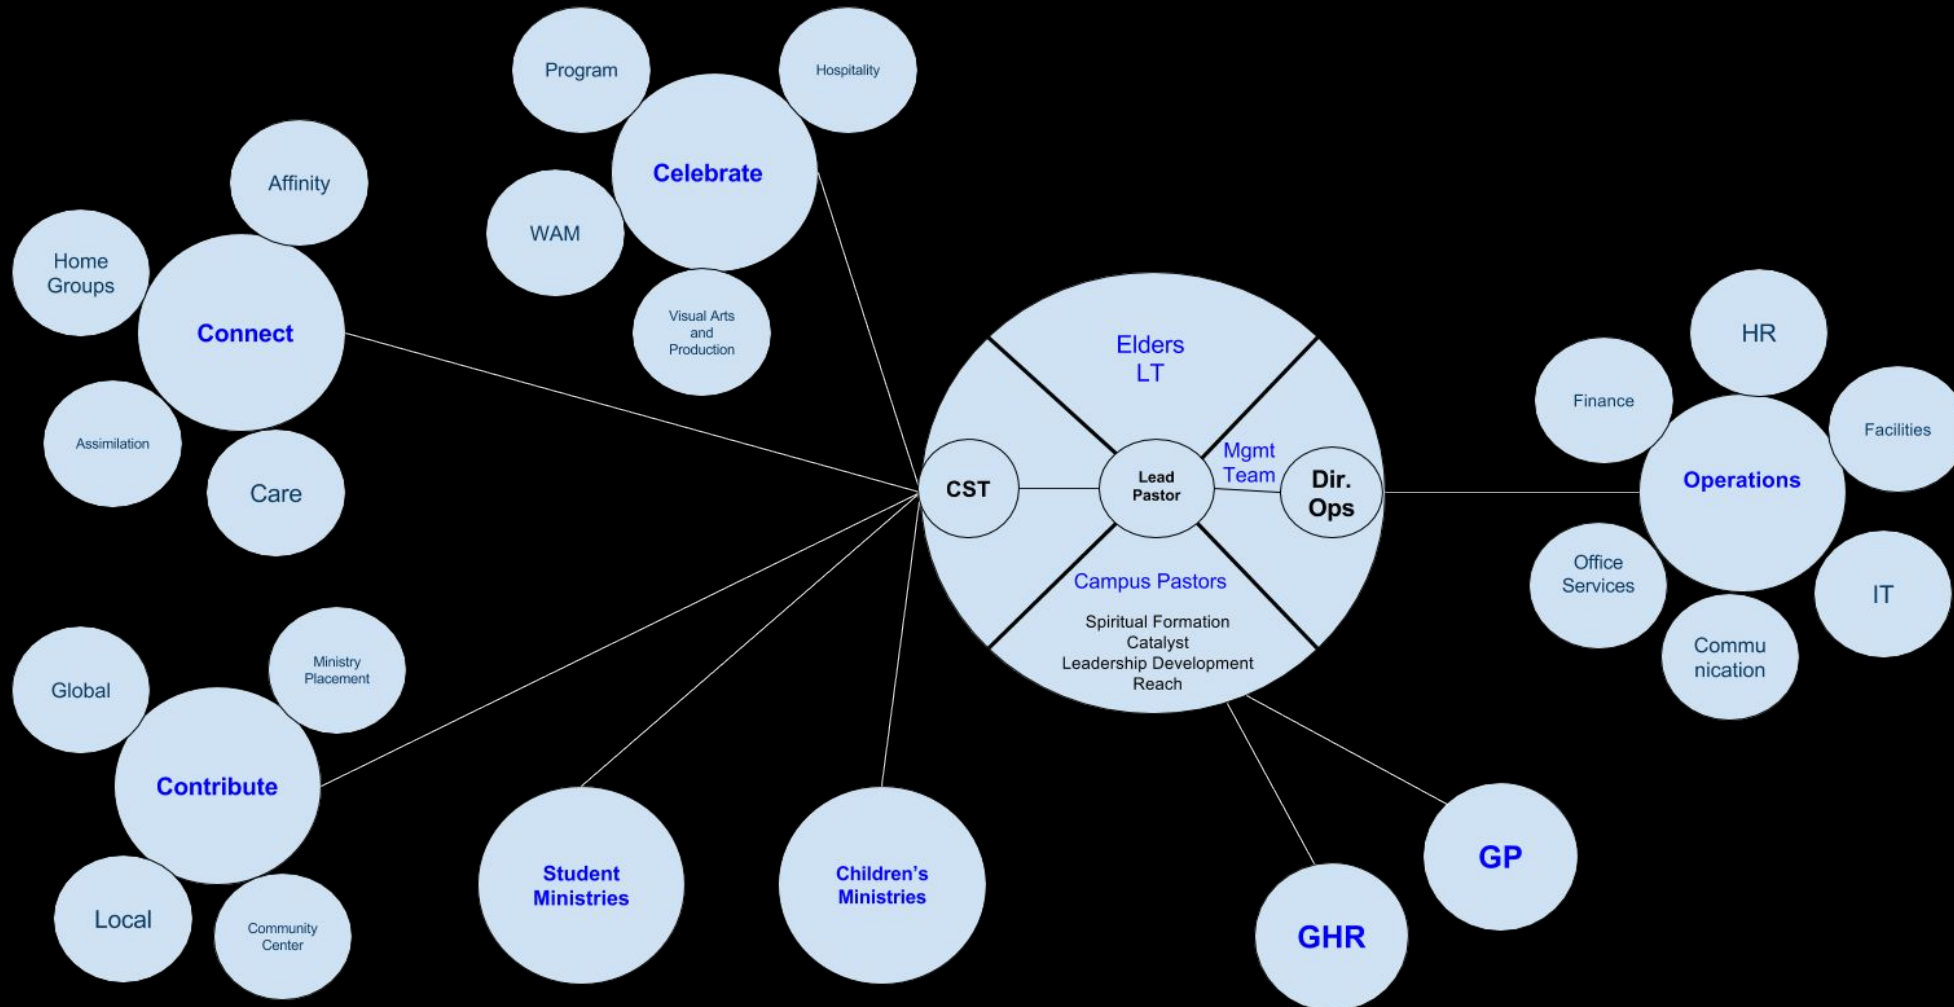 Program
Hospitality
Celebrate
WAM
Visual Arts
and
Production
Affinity
Home
Groups
Connect
Assimilation
Care
Global
Ministry
Placement
Contribute
Local
Community
Center
Student
Ministries
Children's
Ministries
Elders
LT
CST
Lead
Pastor
Mgmt
Team
Dir.
Ops
Campus Pastors
Spiritual Formation
Catalyst
Leadership Development
Reach
GHR
GP
HR
Finance
Facilities
Operations
Office
Services
IT
Commu
nication